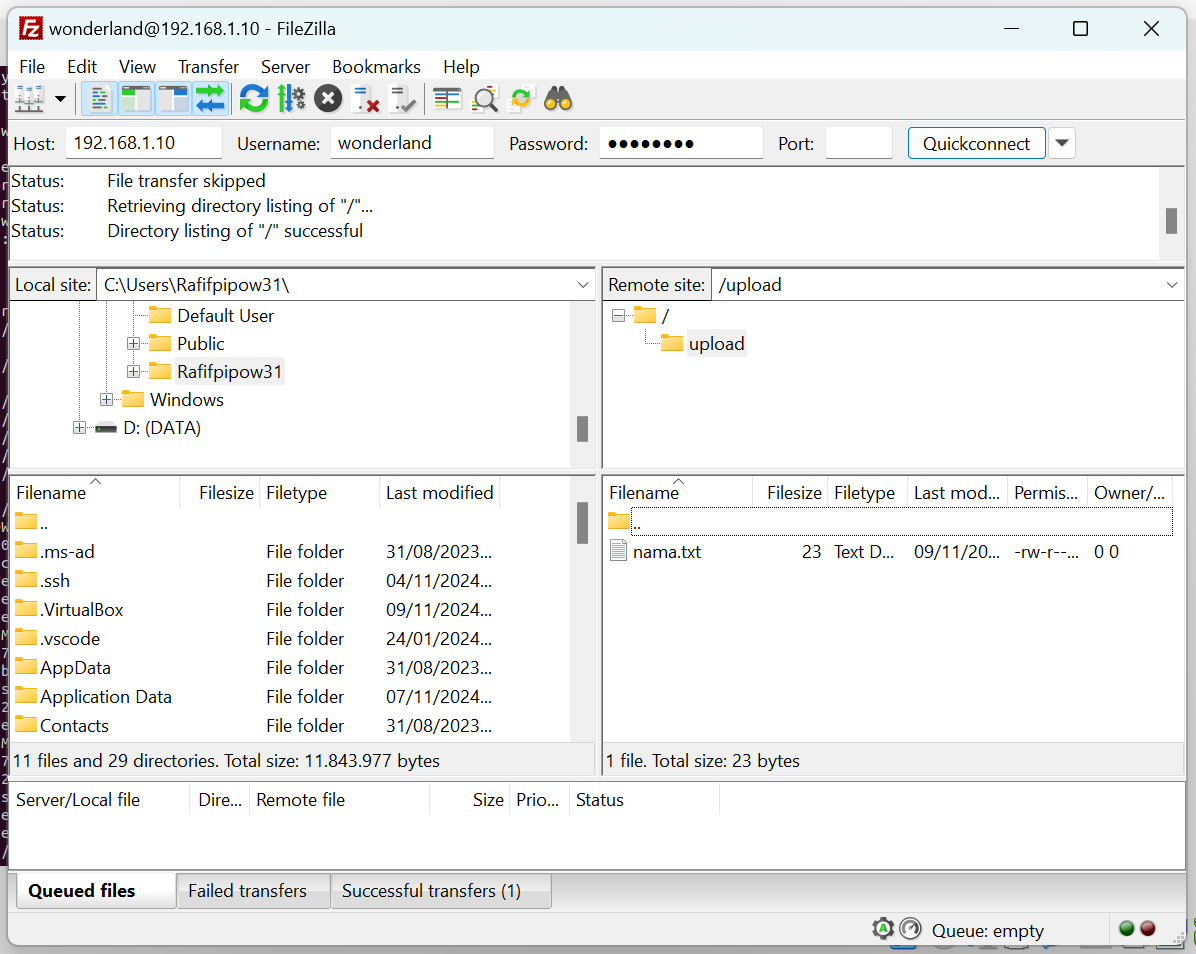 wonderland@192.168.1.10 - FileZilla
File Edit View Transfer Server Bookmarks Help
Host: 192.168.1.10 Username: wonderland Password: ●●●●●●●● Port: Quickconnect
Status: File transfer skipped
Status: Retrieving directory listing of "/"...
Status: Directory listing of "/" successful
Local site: C:\Users\Rafifpipow31\
Default User
Public
Rafifpipow31
Windows
D: (DATA)
Remote site: /upload
/
upload
Filename Filesize Filetype Last modified
..
.ms-ad File folder 31/08/2023...
.ssh File folder 04/11/2024...
.VirtualBox File folder 09/11/2024...
.vscode File folder 24/01/2024...
AppData File folder 31/08/2023...
Application Data File folder 07/11/2024...
Contacts File folder 31/08/2023...
11 files and 29 directories. Total size: 11.843.977 bytes
Filename Filesize Filetype Last mod... Permis... Owner/...
..
nama.txt 23 Text D... 09/11/20... -rw-r--... 0 0
1 file. Total size: 23 bytes
Server/Local file Dire... Remote file Size Prio... Status
Queued files Failed transfers Successful transfers (1)
Queue: empty